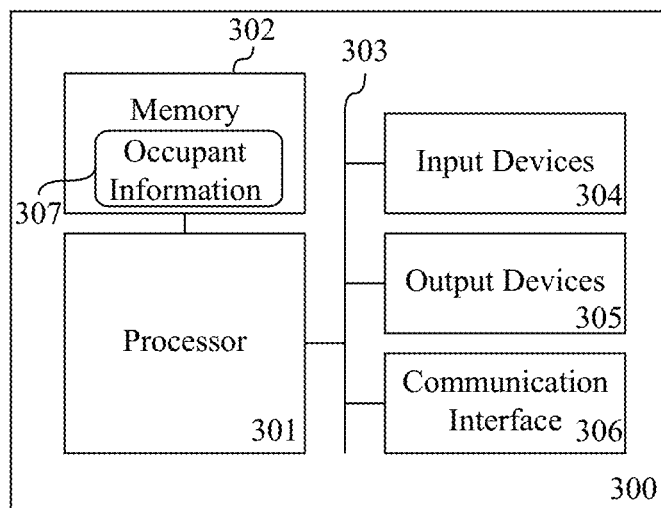 302
303
Memory
Occupant
Information
307
Input Devices
304
Processor
301
Output Devices
305
Communication
Interface
306
300